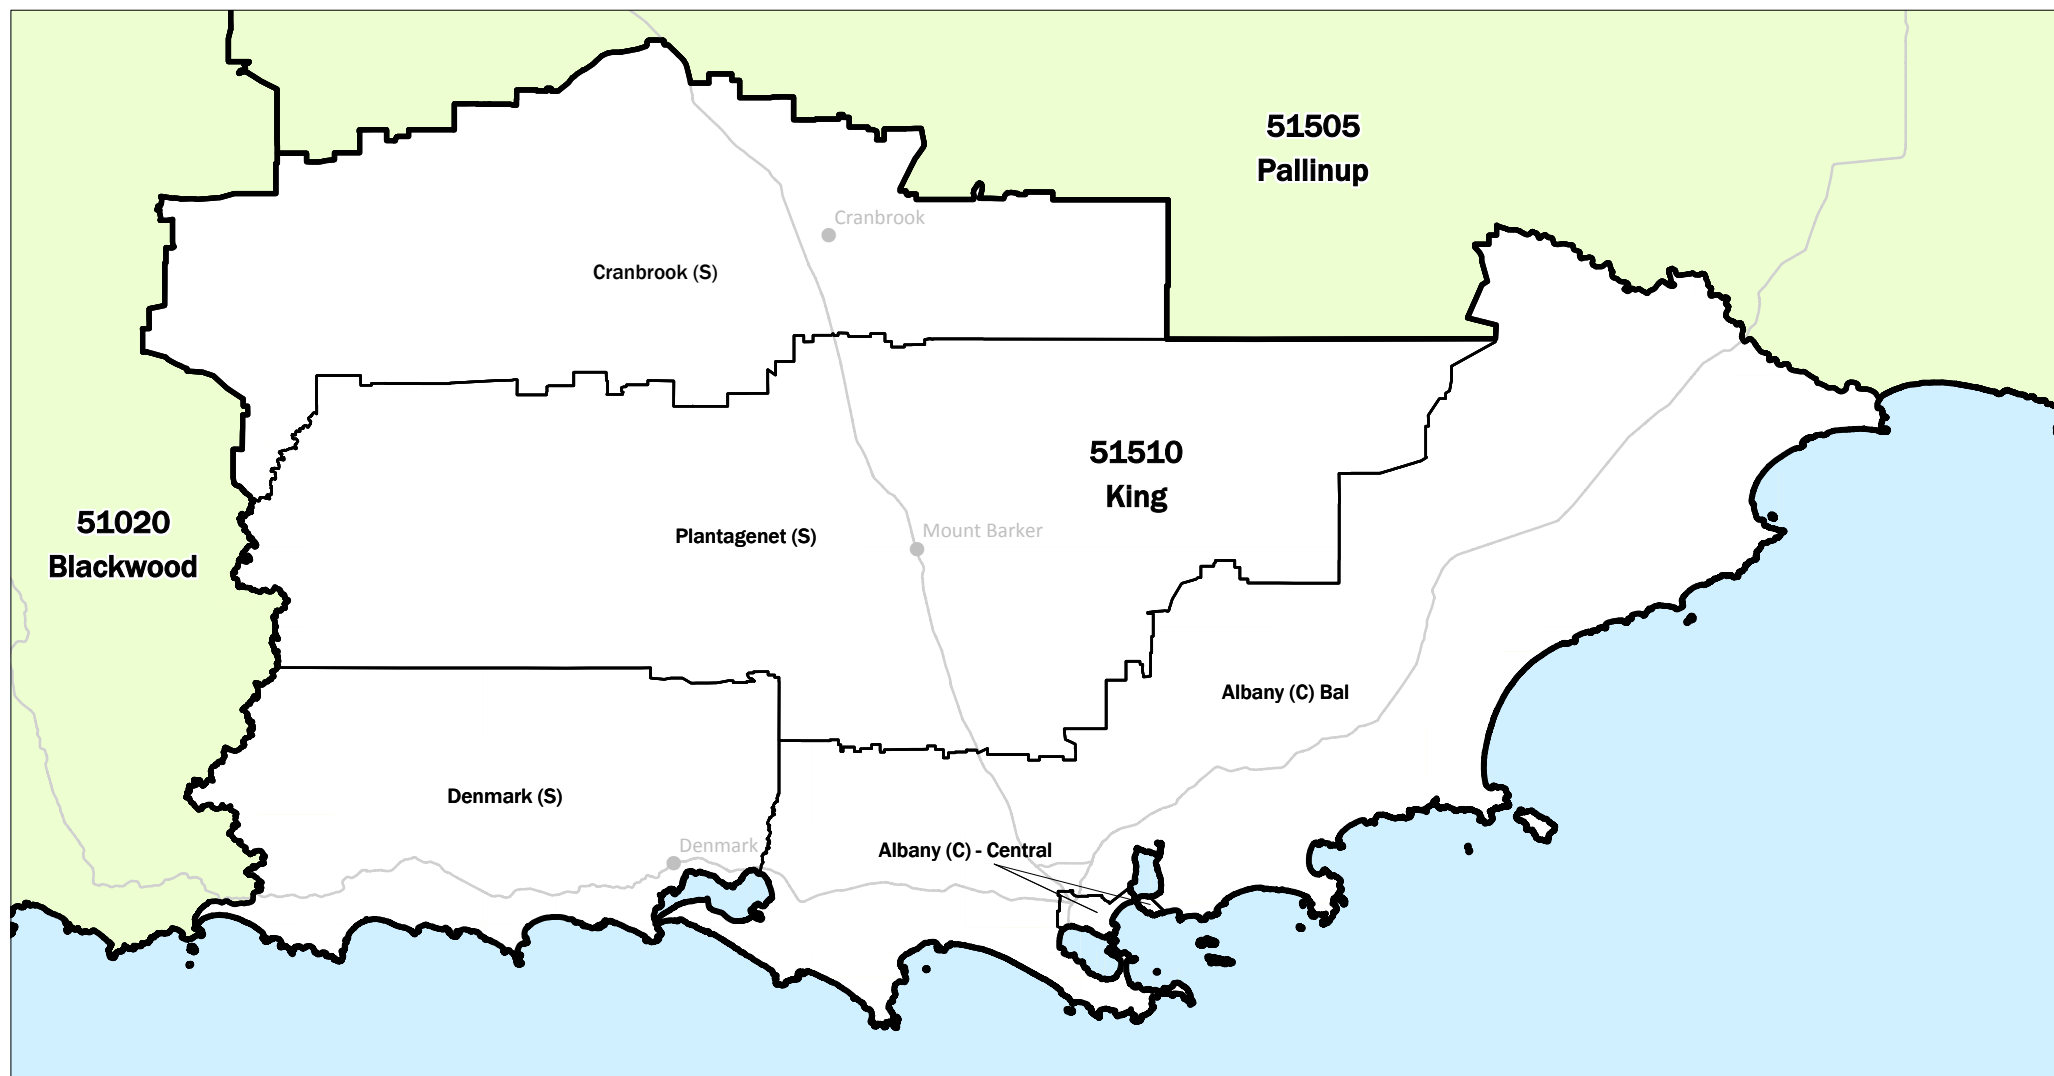 51505
Pallinup
Cranbrook
Cranbrook (S)
51510
King
51020
Blackwood
Plantagenet (S)
Mount Barker
Albany (C) Bal
Denmark (S)
Denmark
Albany (C) - Central